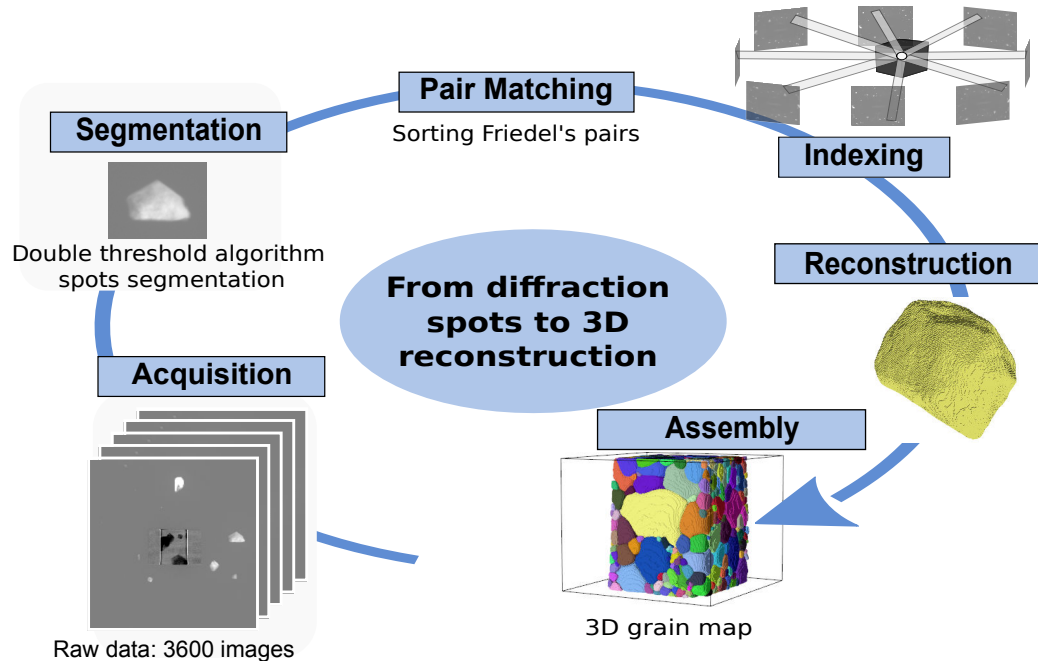 Pair Matching
Sorting Friedel's pairs
Segmentation
Double threshold algorithm
spots segmentation
Indexing
Reconstruction
From diffraction
spots to 3D
reconstruction
Acquisition
Raw data: 3600 images
Assembly
3D grain map